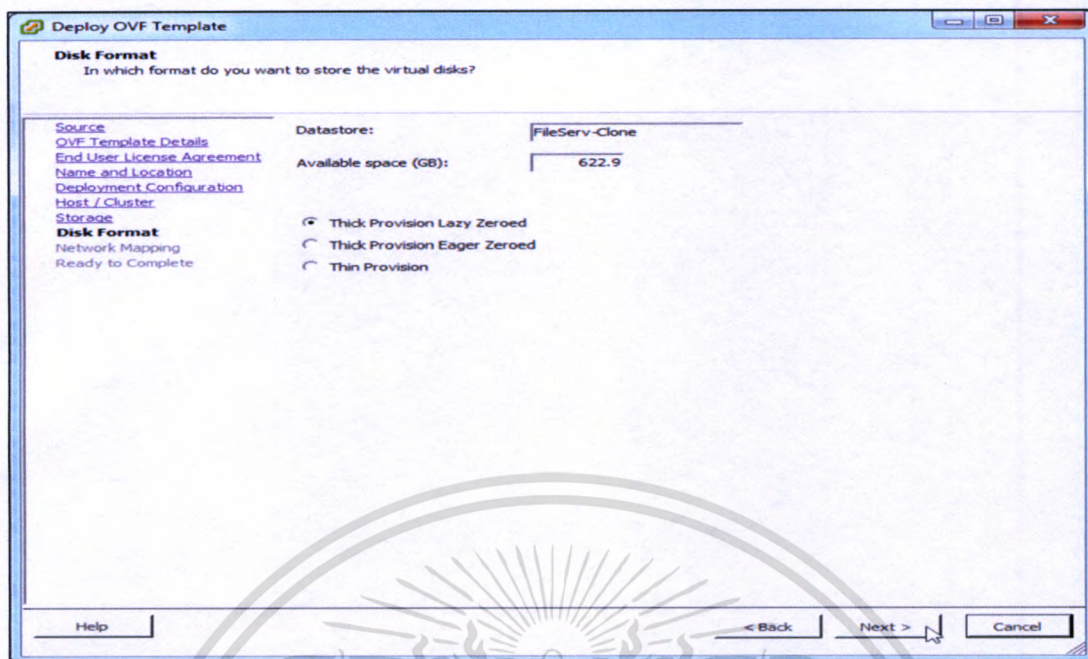 Deploy OVF Template
Disk Format
In which format do you want to store the virtual disks?
Source
OVF Template Details
End User License Agreement
Name and Location
Deployment Configuration
Host / Cluster
Storage
Disk Format
Network Mapping
Ready to Complete
Datastore: FileServ-Clone
Available space (GB): 622.9
Thick Provision Lazy Zeroed
Thick Provision Eager Zeroed
Thin Provision
Help
< Back
Next >
Cancel